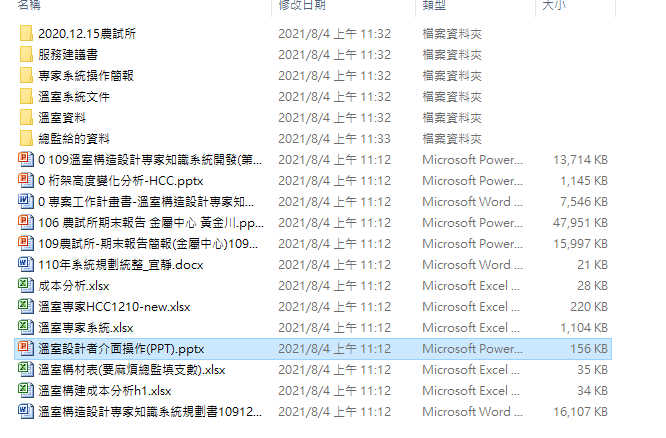 名稱 修改日期 類型 大小
2020.12.15農試所 2021/8/4 上午 11:32 檔案資料夾
服務建議書 2021/8/4 上午 11:32 檔案資料夾
專家系統操作簡報 2021/8/4 上午 11:32 檔案資料夾
溫室系統文件 2021/8/4 上午 11:32 檔案資料夾
溫室資料 2021/8/4 上午 11:32 檔案資料夾
總監給的資料 2021/8/4 上午 11:33 檔案資料夾
0 109溫室構造設計專家知識系統開發(第... 2021/8/4 上午 11:12 Microsoft Power... 13,714 KB
0 桁架高度變化分析-HCC.pptx 2021/8/4 上午 11:12 Microsoft Power... 1,145 KB
0 專案工作計畫書-溫室構造設計專家知... 2021/8/4 上午 11:12 Microsoft Word ... 7,546 KB
106 農試所期末報告 金屬中心 黃金川.pp... 2021/8/4 上午 11:12 Microsoft Power... 47,951 KB
109農試所-期末報告簡報(金屬中心)109... 2021/8/4 上午 11:12 Microsoft Power... 15,997 KB
110年系統規劃統整_宜靜.docx 2021/8/4 上午 11:12 Microsoft Word ... 21 KB
成本分析.xlsx 2021/8/4 上午 11:12 Microsoft Excel ... 28 KB
溫室專家HCC1210-new.xlsx 2021/8/4 上午 11:12 Microsoft Excel ... 220 KB
溫室專家系統.xlsx 2021/8/4 上午 11:12 Microsoft Excel ... 1,104 KB
溫室設計者介面操作(PPT).pptx 2021/8/4 上午 11:12 Microsoft Power... 156 KB
溫室構材表(要麻煩總監填支數).xlsx 2021/8/4 上午 11:12 Microsoft Excel ... 35 KB
溫室構建成本分析h1.xlsx 2021/8/4 上午 11:12 Microsoft Excel ... 34 KB
溫室構造設計專家知識系統規劃書10912... 2021/8/4 上午 11:12 Microsoft Word ... 16,107 KB